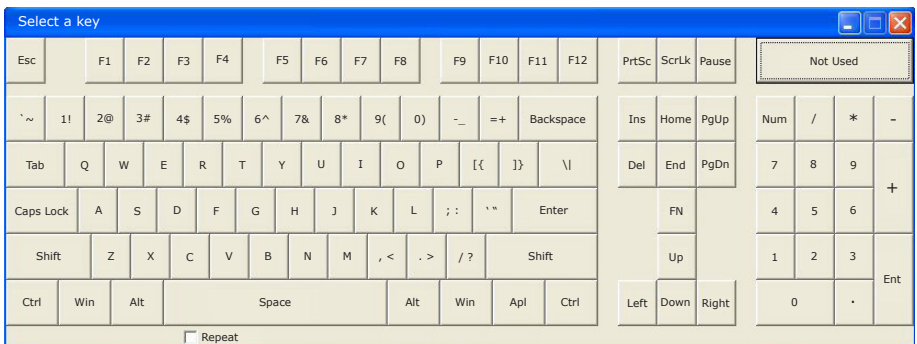 Select a key
Esc F1 F2 F3 F4 F5 F6 F7 F8 F9 F10 F11 F12 PrtSc ScrLk Pause Not Used
`~ 1! 2@ 3# 4$ 5% 6^ 7& 8* 9( 0) -_ =+ Backspace Ins Home PgUp Num / * -
Tab Q W E R T Y U I O P [{ ]} \| Del End PgDn 7 8 9 +
Caps Lock A S D F G H J K L ; : ` " Enter FN 4 5 6
Shift Z X C V B N M , < . > / ? Shift Up 1 2 3 Ent
Ctrl Win Alt Space Alt Win Apl Ctrl Left Down Right 0 .
Repeat